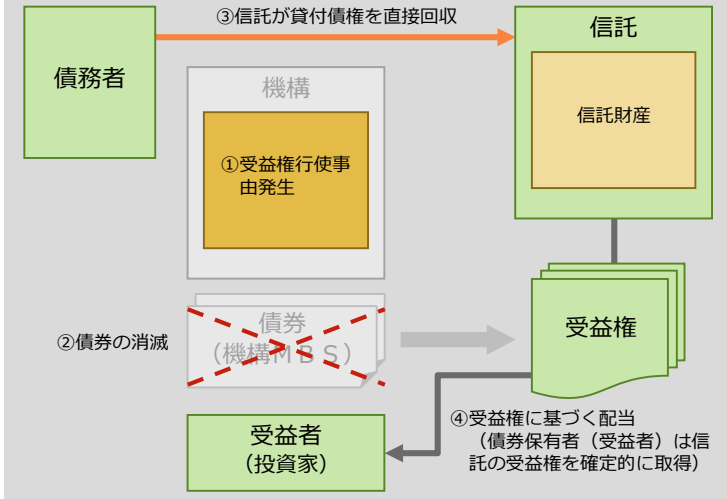 ③信託が貸付債権を直接回収
債務者
信託
機構
信託財産
①受益権行使事
由発生
②債券の消滅
債券
（機構ＭＢＳ）
受益権
受益者
（投資家）
④受益権に基づく配当
（債券保有者（受益者）は信
託の受益権を確定的に取得）